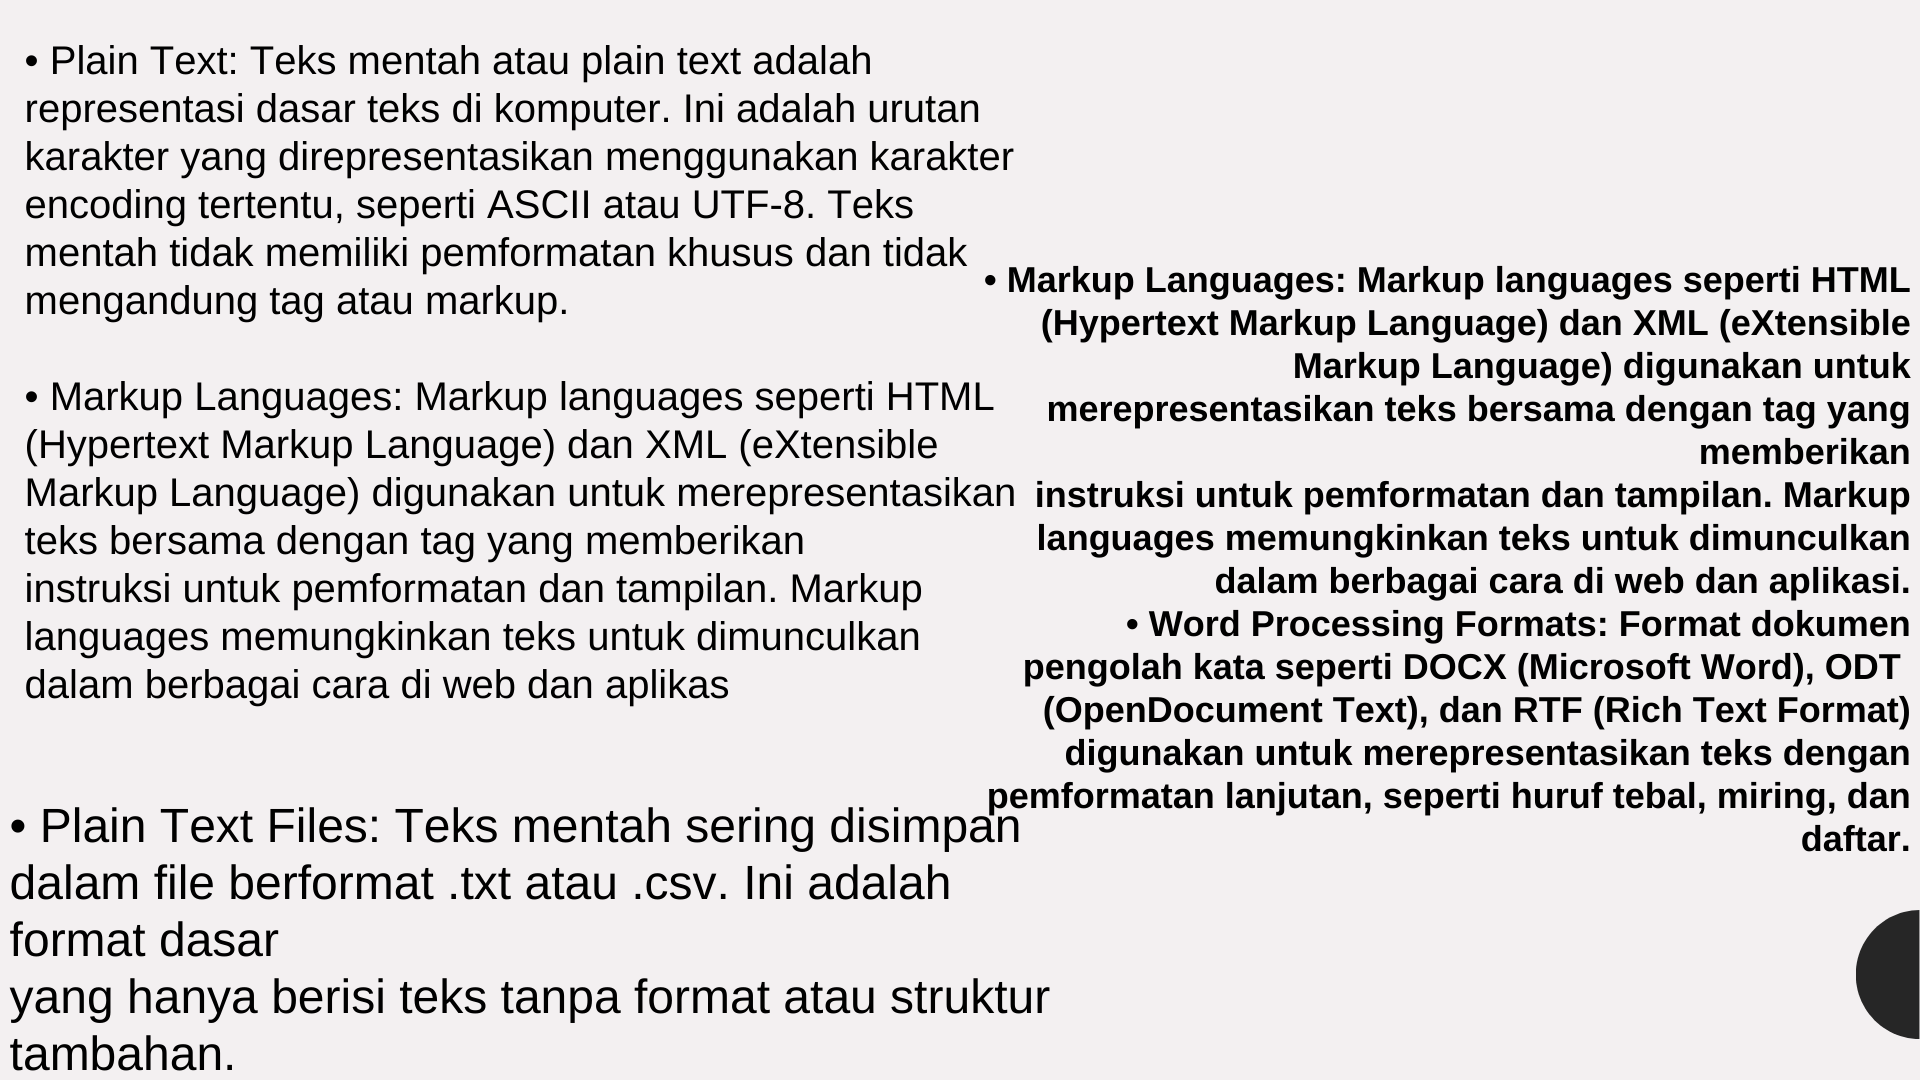 • Plain Text: Teks mentah atau plain text adalah
representasi dasar teks di komputer. Ini adalah urutan
karakter yang direpresentasikan menggunakan karakter
encoding tertentu, seperti ASCII atau UTF-8. Teks
mentah tidak memiliki pemformatan khusus dan tidak
mengandung tag atau markup.
• Markup Languages: Markup languages seperti HTML
(Hypertext Markup Language) dan XML (eXtensible
Markup Language) digunakan untuk merepresentasikan
teks bersama dengan tag yang memberikan
instruksi untuk pemformatan dan tampilan. Markup
languages memungkinkan teks untuk dimunculkan
dalam berbagai cara di web dan aplikas
• Plain Text Files: Teks mentah sering disimpan
dalam file berformat .txt atau .csv. Ini adalah
format dasar
yang hanya berisi teks tanpa format atau struktur
tambahan.
• Markup Languages: Markup languages seperti HTML
(Hypertext Markup Language) dan XML (eXtensible
Markup Language) digunakan untuk
merepresentasikan teks bersama dengan tag yang
memberikan
instruksi untuk pemformatan dan tampilan. Markup
languages memungkinkan teks untuk dimunculkan
dalam berbagai cara di web dan aplikasi.
• Word Processing Formats: Format dokumen
pengolah kata seperti DOCX (Microsoft Word), ODT
(OpenDocument Text), dan RTF (Rich Text Format)
digunakan untuk merepresentasikan teks dengan
pemformatan lanjutan, seperti huruf tebal, miring, dan
daftar.